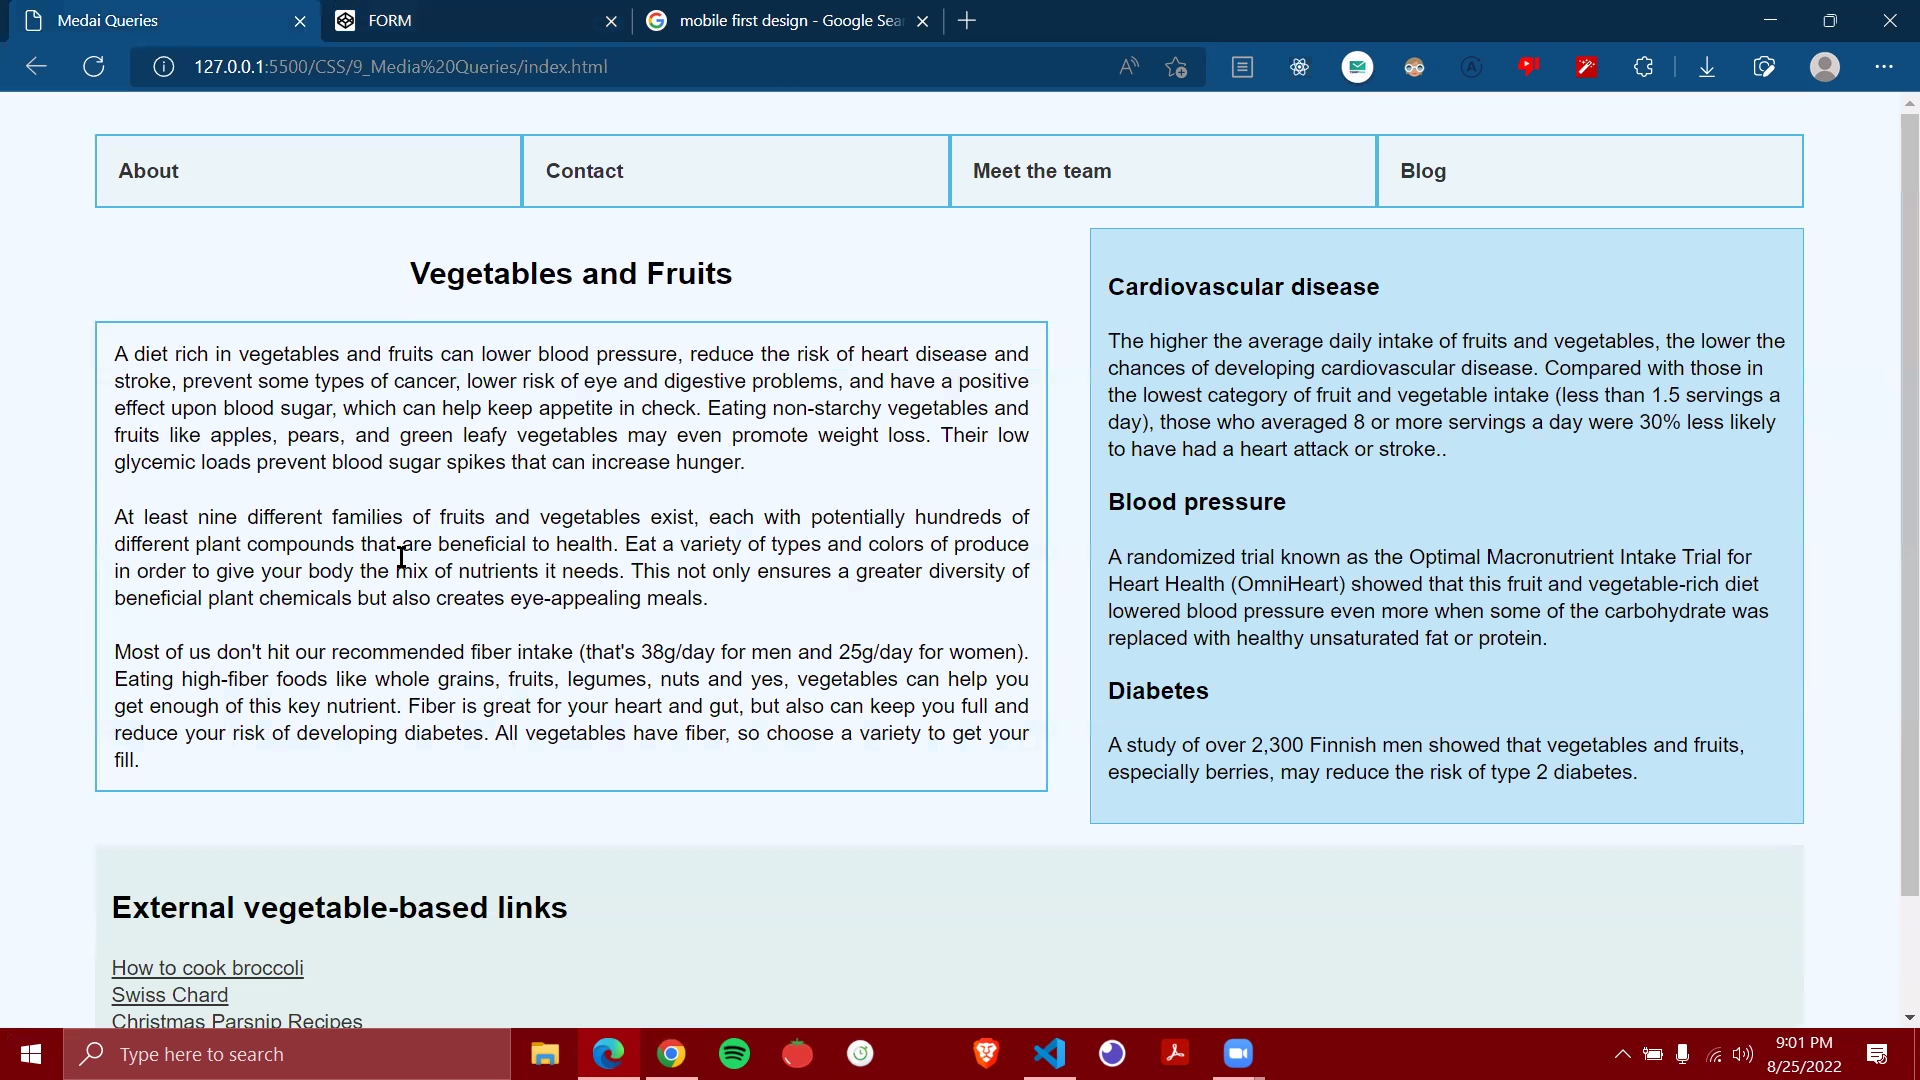 Medai Queries
FORM
mobile first design - Google Sear
127.0.0.1:5500/CSS/9_Media%20Queries/index.html
About
Contact
Meet the team
Blog
Vegetables and Fruits
A diet rich in vegetables and fruits can lower blood pressure, reduce the risk of heart disease and
stroke, prevent some types of cancer, lower risk of eye and digestive problems, and have a positive
effect upon blood sugar, which can help keep appetite in check. Eating non-starchy vegetables and
fruits like apples, pears, and green leafy vegetables may even promote weight loss. Their low
glycemic loads prevent blood sugar spikes that can increase hunger.
At least nine different families of fruits and vegetables exist, each with potentially hundreds of
different plant compounds that are beneficial to health. Eat a variety of types and colors of produce
in order to give your body the mix of nutrients it needs. This not only ensures a greater diversity of
beneficial plant chemicals but also creates eye-appealing meals.
Most of us don't hit our recommended fiber intake (that's 38g/day for men and 25g/day for women).
Eating high-fiber foods like whole grains, fruits, legumes, nuts and yes, vegetables can help you
get enough of this key nutrient. Fiber is great for your heart and gut, but also can keep you full and
reduce your risk of developing diabetes. All vegetables have fiber, so choose a variety to get your
fill.
Cardiovascular disease
The higher the average daily intake of fruits and vegetables, the lower the
chances of developing cardiovascular disease. Compared with those in
the lowest category of fruit and vegetable intake (less than 1.5 servings a
day), those who averaged 8 or more servings a day were 30% less likely
to have had a heart attack or stroke..
Blood pressure
A randomized trial known as the Optimal Macronutrient Intake Trial for
Heart Health (OmniHeart) showed that this fruit and vegetable-rich diet
lowered blood pressure even more when some of the carbohydrate was
replaced with healthy unsaturated fat or protein.
Diabetes
A study of over 2,300 Finnish men showed that vegetables and fruits,
especially berries, may reduce the risk of type 2 diabetes.
External vegetable-based links
How to cook broccoli
Swiss Chard
Christmas Parsnip Recipes
Type here to search
9:01 PM
8/25/2022